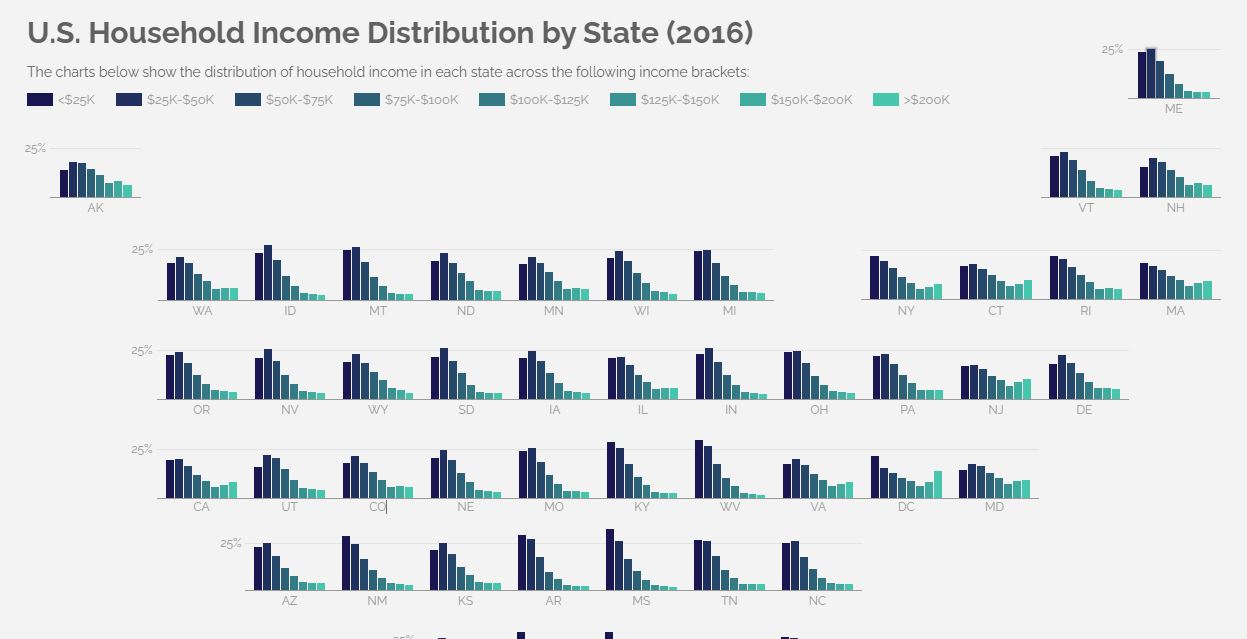 U.S. Household Income Distribution by State (2016)
The charts below show the distribution of household income in each state across the following income brackets:
<$25K $25K-$50K $50K-$75K $75K-$100K $100K-$125K $125K-$150K $150K-$200K >$200K
25%
ME
25%
AK VT NH
25%
WA ID MT ND MN WI MI NY CT RI MA
25%
OR NV WY SD IA IL IN OH PA NJ DE
25%
CA UT CO NE MO KY WV VA DC MD
25%
AZ NM KS AR MS TN NC
25%